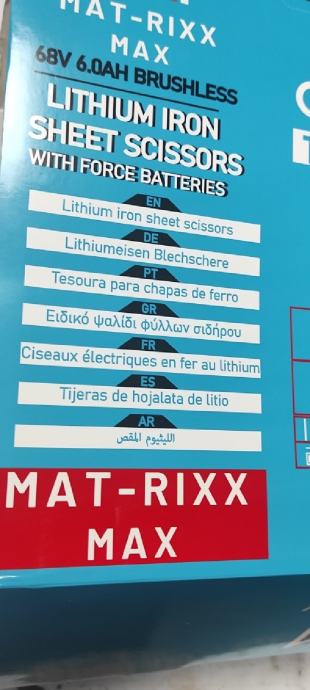 MAT-RIXX
MAX
68V 6.0AH BRUSHLESS
LITHIUM IRON
SHEET SCISSORS
WITH FORCE BATTERIES
EN
Lithium iron sheet scissors
DE
Lithiumeisen Blechschere
PT
Tesoura para chapas de ferro
GR
Ειδικό ψαλίδι φύλλων σιδήρου
FR
Ciseaux électriques en fer au lithium
ES
Tijeras de hojalata de litio
AR
الليثيوم المقص
MAT-RIXX
MAX